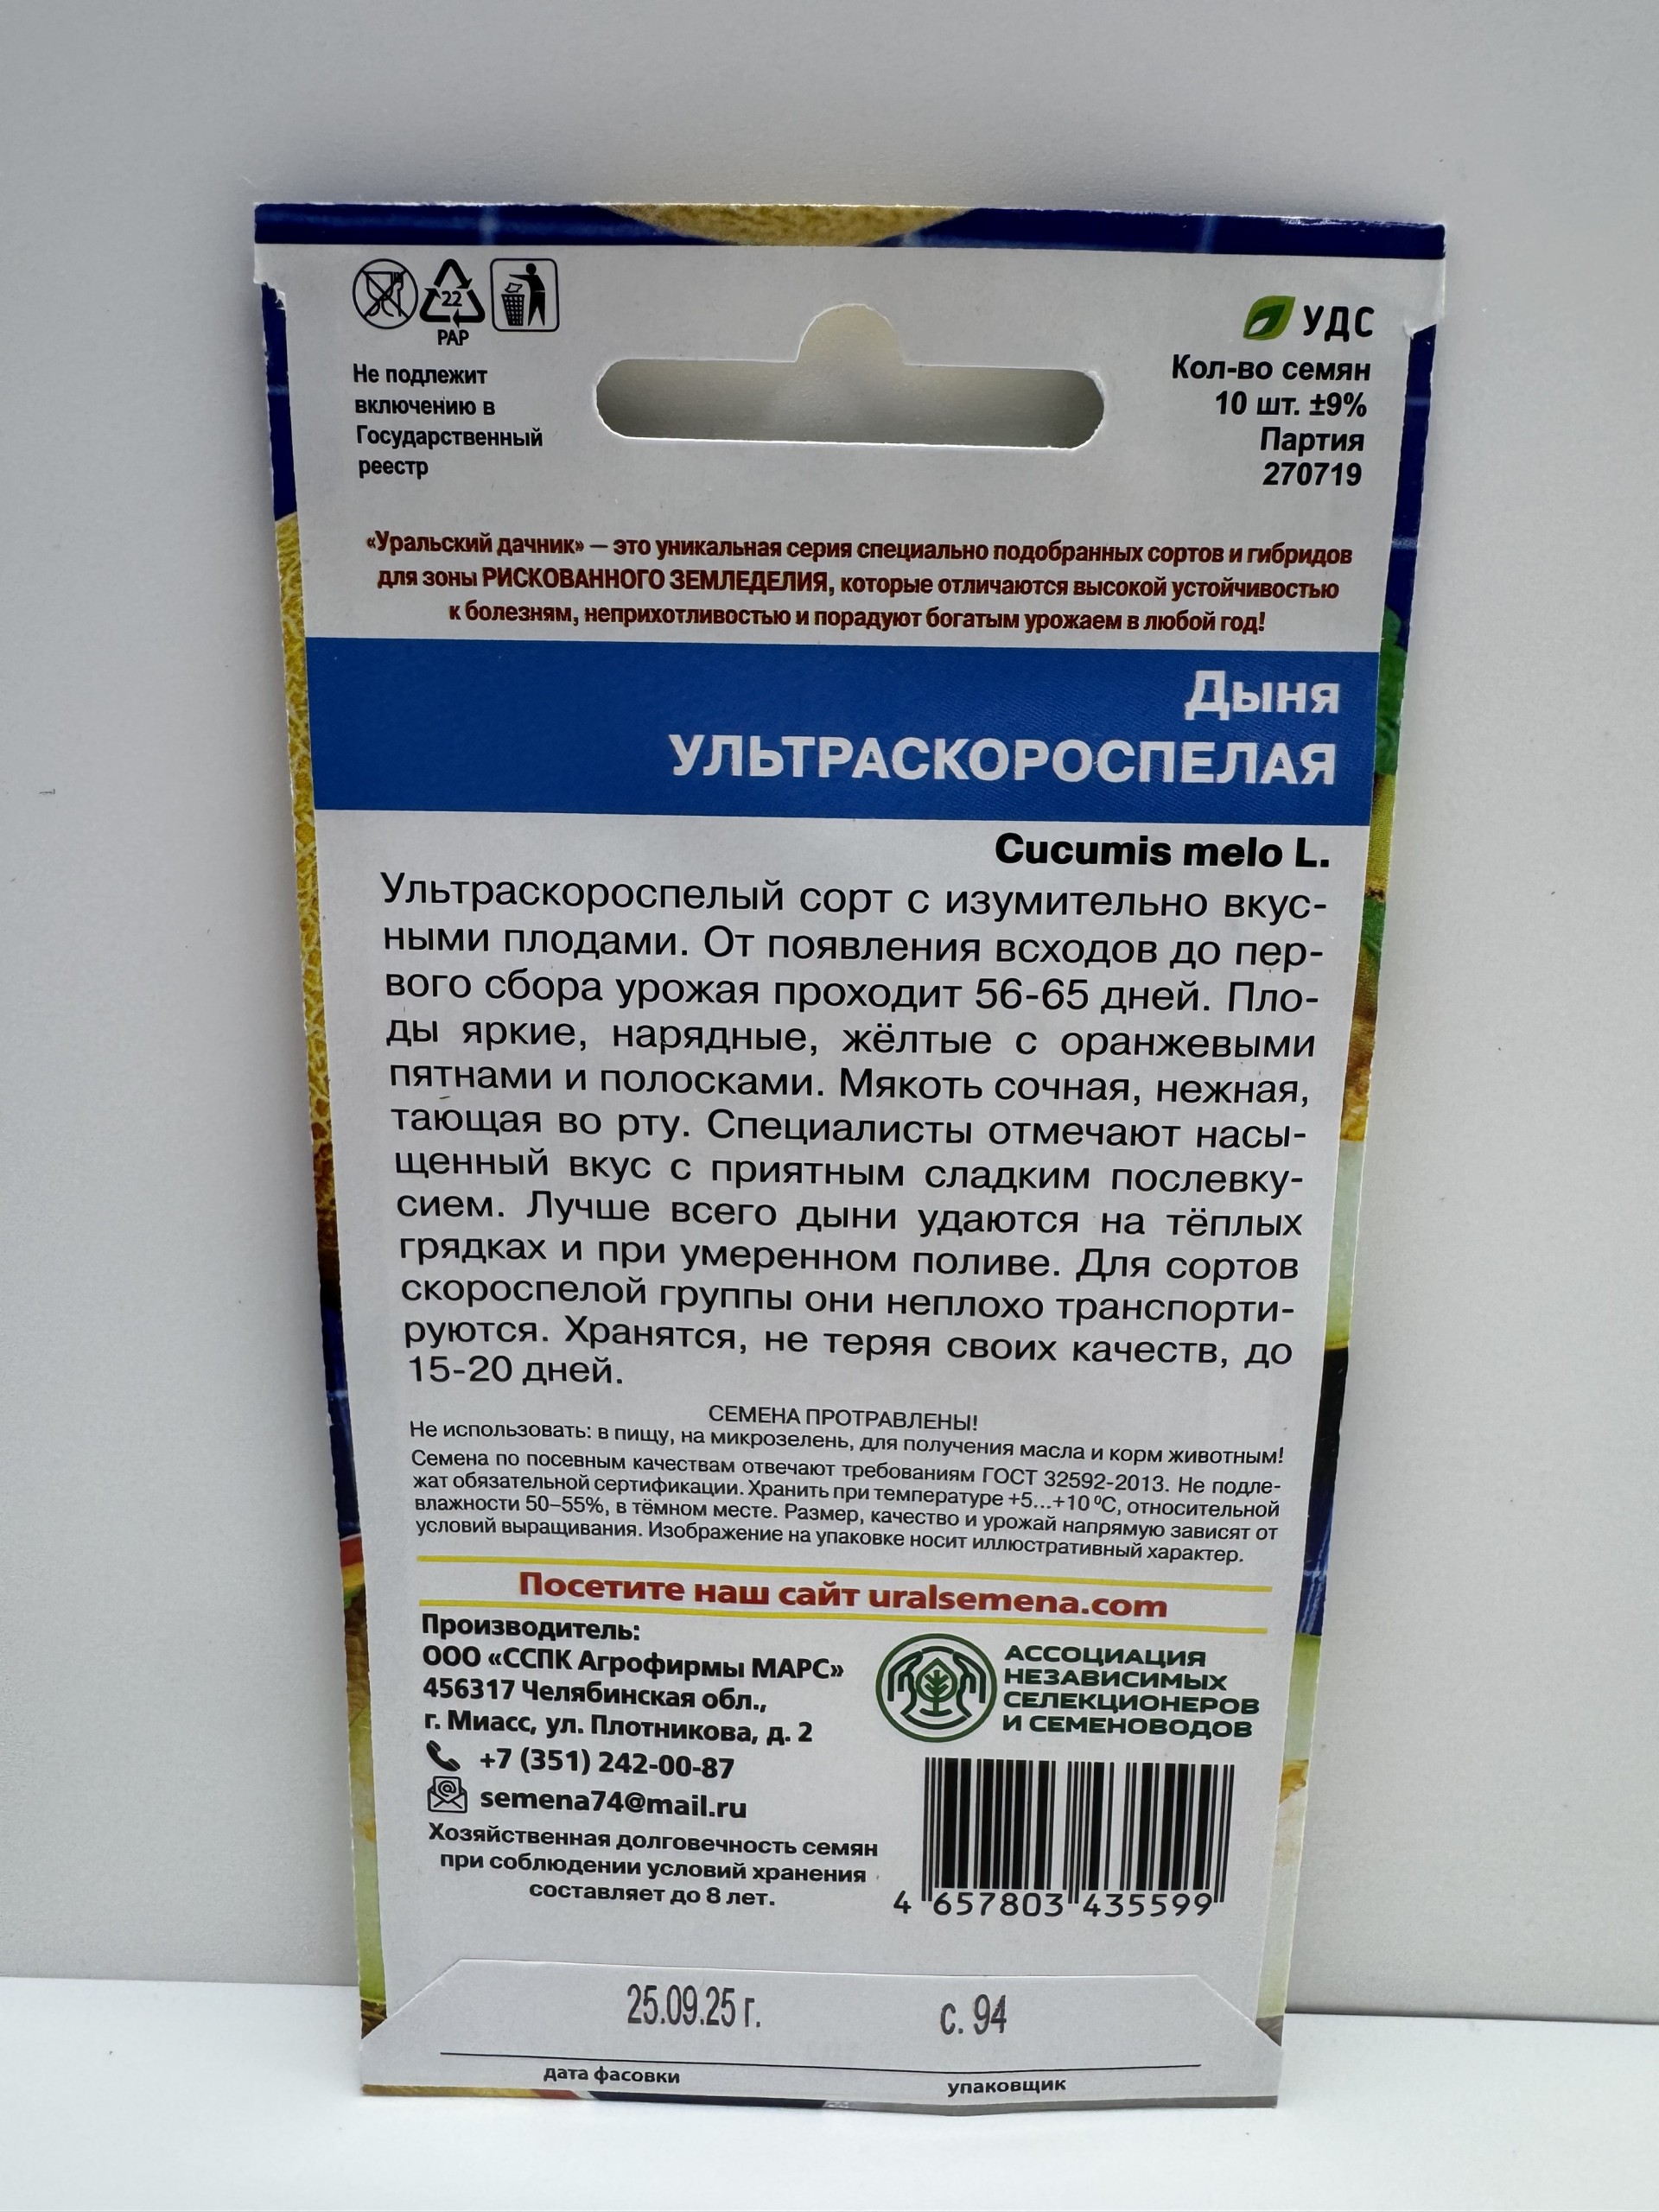 22
PAP
Не подлежит
включению в
Государственный
реестр
УДС
Кол-во семян
10 шт. ±9%
Партия
270719
«Уральский дачник» — это уникальная серия специально подобранных сортов и гибридов
для зоны РИСКОВАННОГО ЗЕМЛЕДЕЛИЯ, которые отличаются высокой устойчивостью
к болезням, неприхотливостью и порадуют богатым урожаем в любой год!
Дыня
УЛЬТРАСКОРОСПЕЛАЯ
Cucumis melo L.
Ультраскороспелый сорт с изумительно вкус-
ными плодами. От появления всходов до пер-
вого сбора урожая проходит 56-65 дней. Пло-
ды яркие, нарядные, жёлтые с оранжевыми
пятнами и полосками. Мякоть сочная, нежная,
тающая во рту. Специалисты отмечают насы-
щенный вкус с приятным сладким послевку-
сием. Лучше всего дыни удаются на тёплых
грядках и при умеренном поливе. Для сортов
скороспелой группы они неплохо транспорти-
руются. Хранятся, не теряя своих качеств, до
15-20 дней.
СЕМЕНА ПРОТРАВЛЕНЫ!
Не использовать: в пищу, на микрозелень, для получения масла и корм животным!
Семена по посевным качествам отвечают требованиям ГОСТ 32592-2013. Не подле-
жат обязательной сертификации. Хранить при температуре +5...+10 ⁰С, относительной
влажности 50–55%, в тёмном месте. Размер, качество и урожай напрямую зависят от
условий выращивания. Изображение на упаковке носит иллюстративный характер.
Посетите наш сайт uralsemena.com
Производитель:
ООО «ССПК Агрофирмы МАРС»
456317 Челябинская обл.,
г. Миасс, ул. Плотникова, д. 2
+7 (351) 242-00-87
semena74@mail.ru
Хозяйственная долговечность семян
при соблюдении условий хранения
составляет до 8 лет.
АССОЦИАЦИЯ
НЕЗАВИСИМЫХ
СЕЛЕКЦИОНЕРОВ
И СЕМЕНОВОДОВ
4 657803 435599
25.09.25 г. с. 94
дата фасовки упаковщик